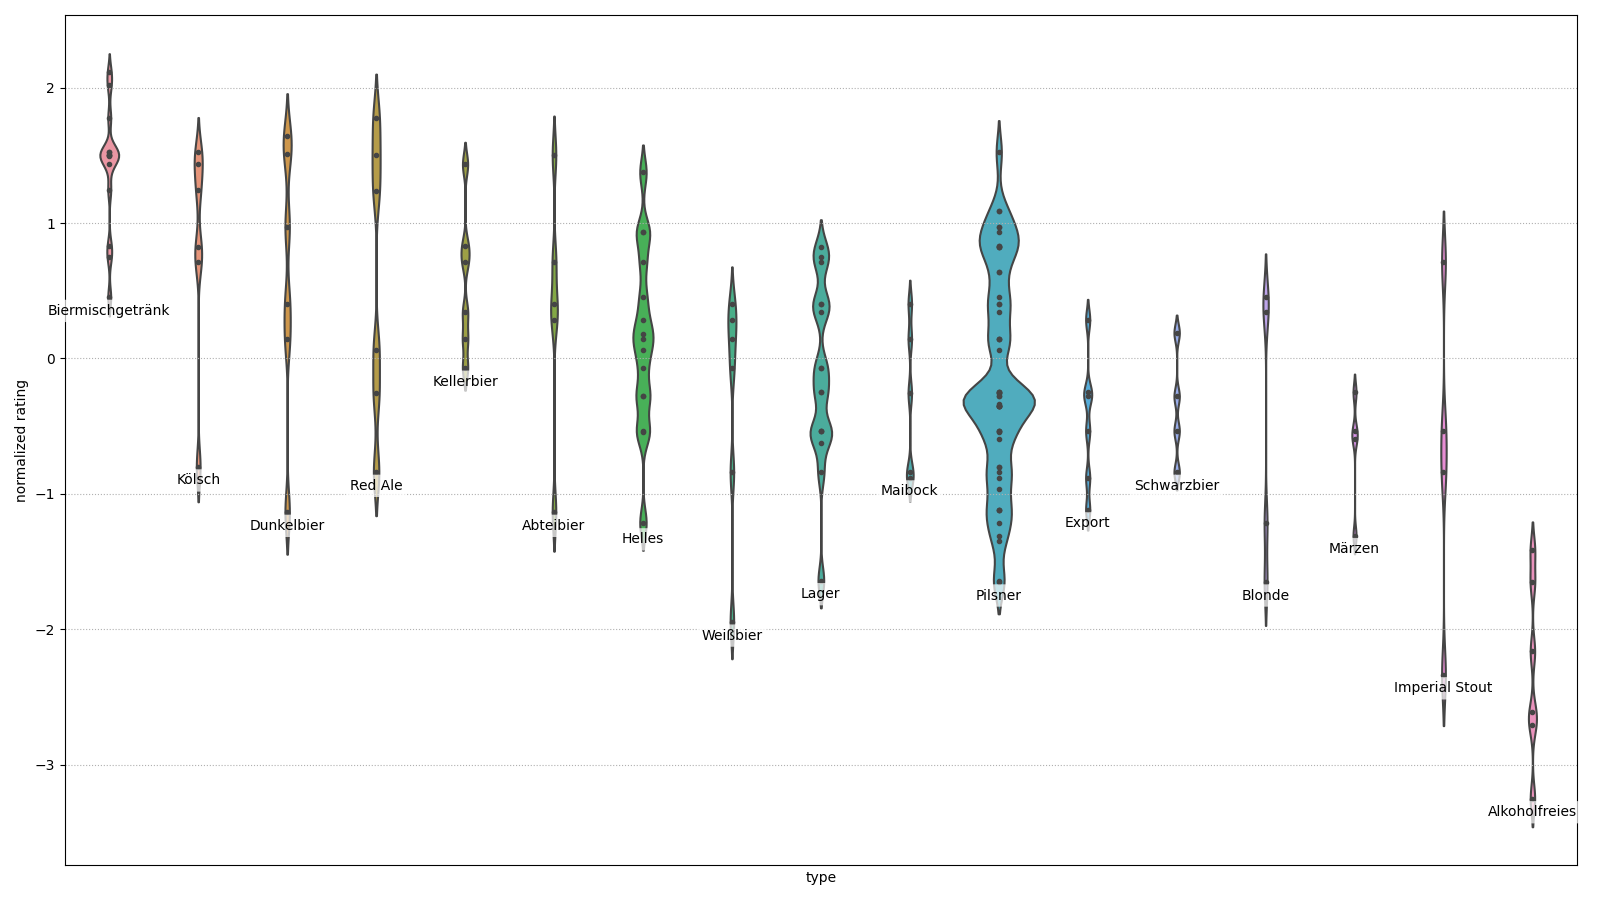 2
1
0
−1
−2
−3
normalized rating
Biermischgetränk
Kölsch
Dunkelbier
Red Ale
Kellerbier
Abteibier
Helles
Weißbier
Lager
Maibock
Pilsner
Export
Schwarzbier
Blonde
Märzen
Imperial Stout
Alkoholfreies
type